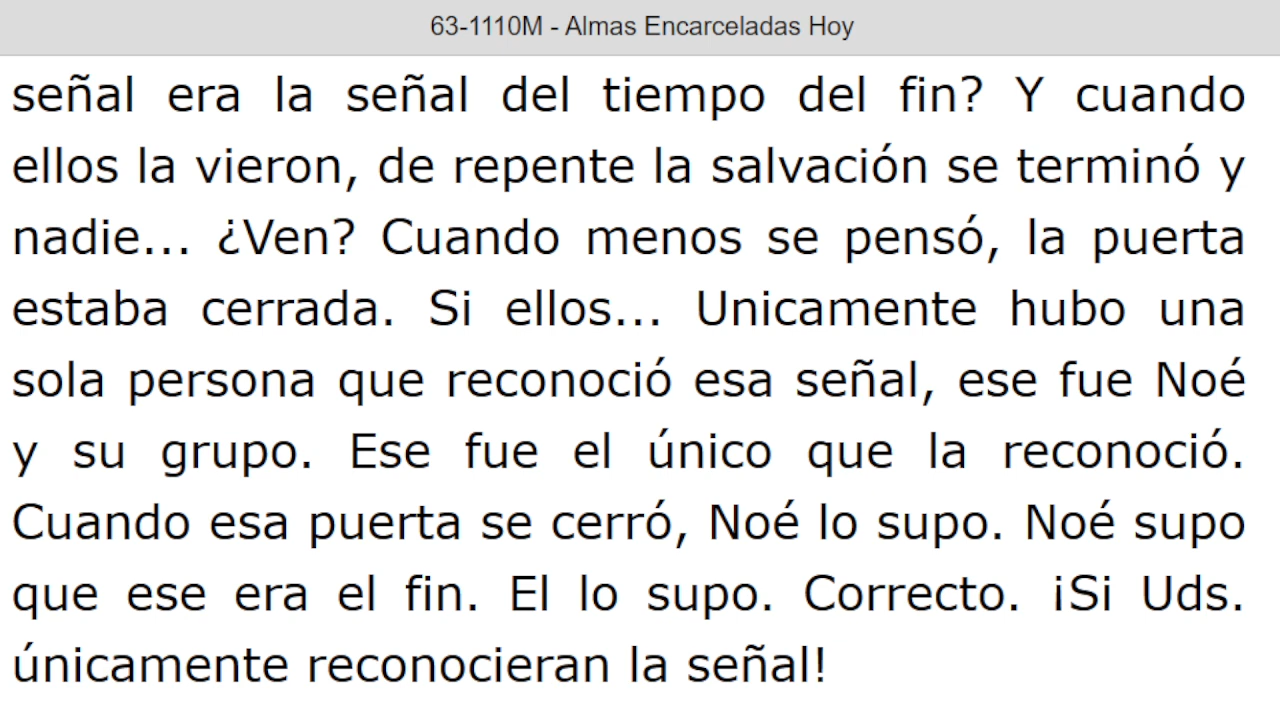 63-1110M - Almas Encarceladas Hoy
señal era la señal del tiempo del fin? Y cuando
ellos la vieron, de repente la salvación se terminó y
nadie... ¿Ven? Cuando menos se pensó, la puerta
estaba cerrada. Si ellos... Unicamente hubo una
sola persona que reconoció esa señal, ese fue Noé
y su grupo. Ese fue el único que la reconoció.
Cuando esa puerta se cerró, Noé lo supo. Noé supo
que ese era el fin. El lo supo. Correcto. ¡Si Uds.
únicamente reconocieran la señal!